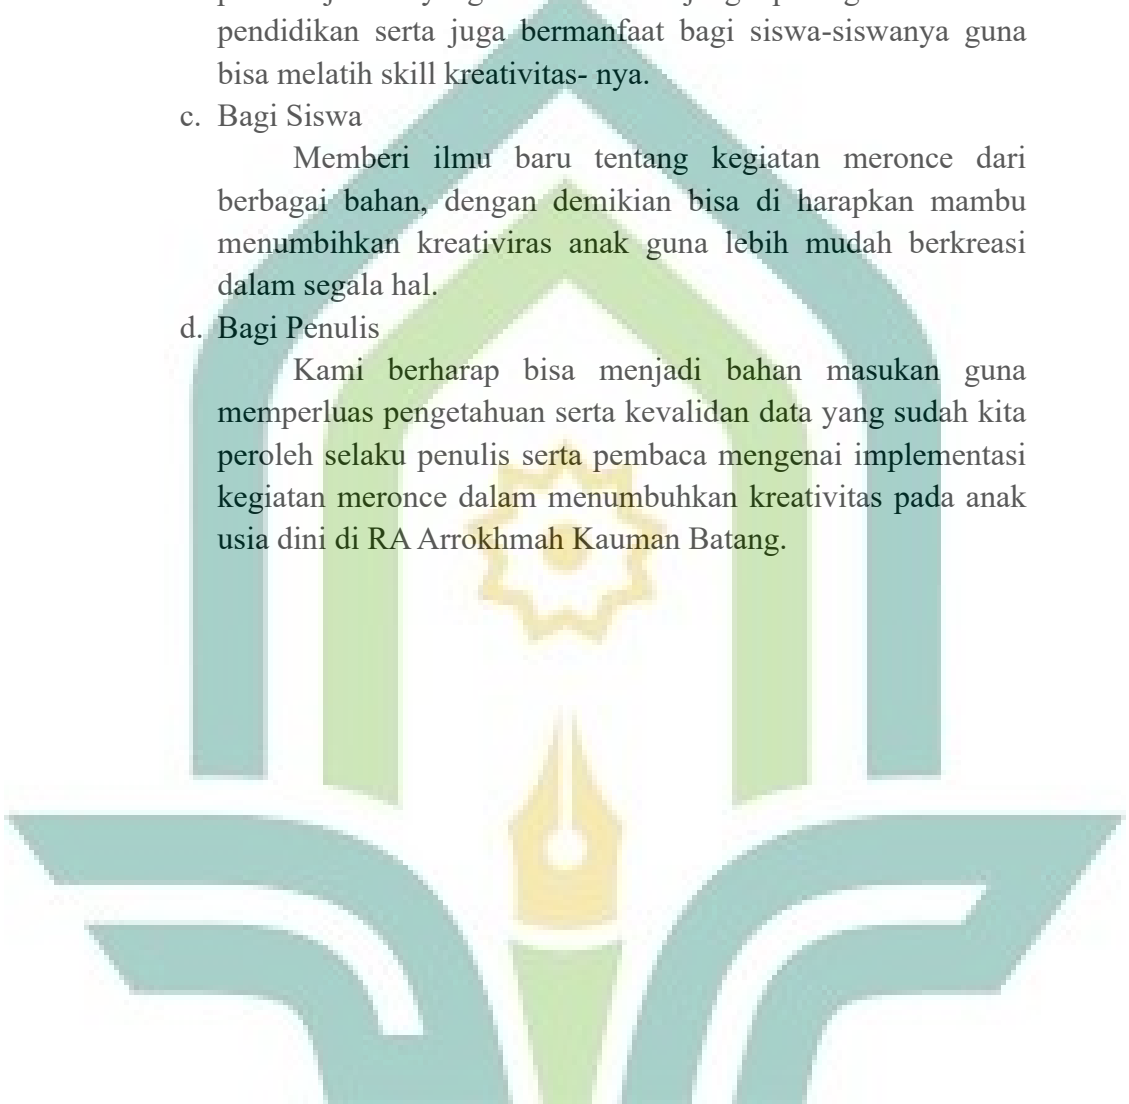 pendidikan serta juga bermanfaat bagi siswa-siswanya guna
bisa melatih skill kreativitas- nya.
c. Bagi Siswa
Memberi ilmu baru tentang kegiatan meronce dari
berbagai bahan, dengan demikian bisa di harapkan mambu
menumbihkan kreativiras anak guna lebih mudah berkreasi
dalam segala hal.
d. Bagi Penulis
Kami berharap bisa menjadi bahan masukan guna
memperluas pengetahuan serta kevalidan data yang sudah kita
peroleh selaku penulis serta pembaca mengenai implementasi
kegiatan meronce dalam menumbuhkan kreativitas pada anak
usia dini di RA Arrokhmah Kauman Batang.